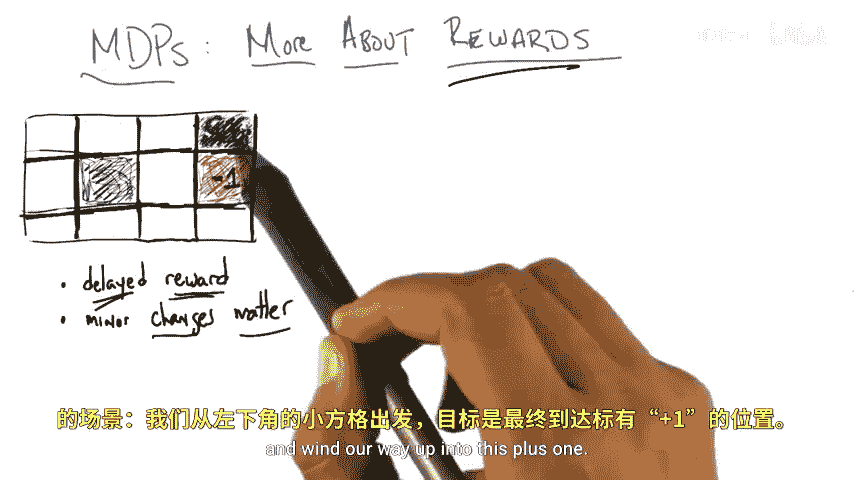 MDPs: More About Rewards
-1
• delayed reward
• minor changes matter
的场景：我们从左下角的小方格出发，目标是最终到达标有“+1”的位置。
and wind our way up into this plus one.